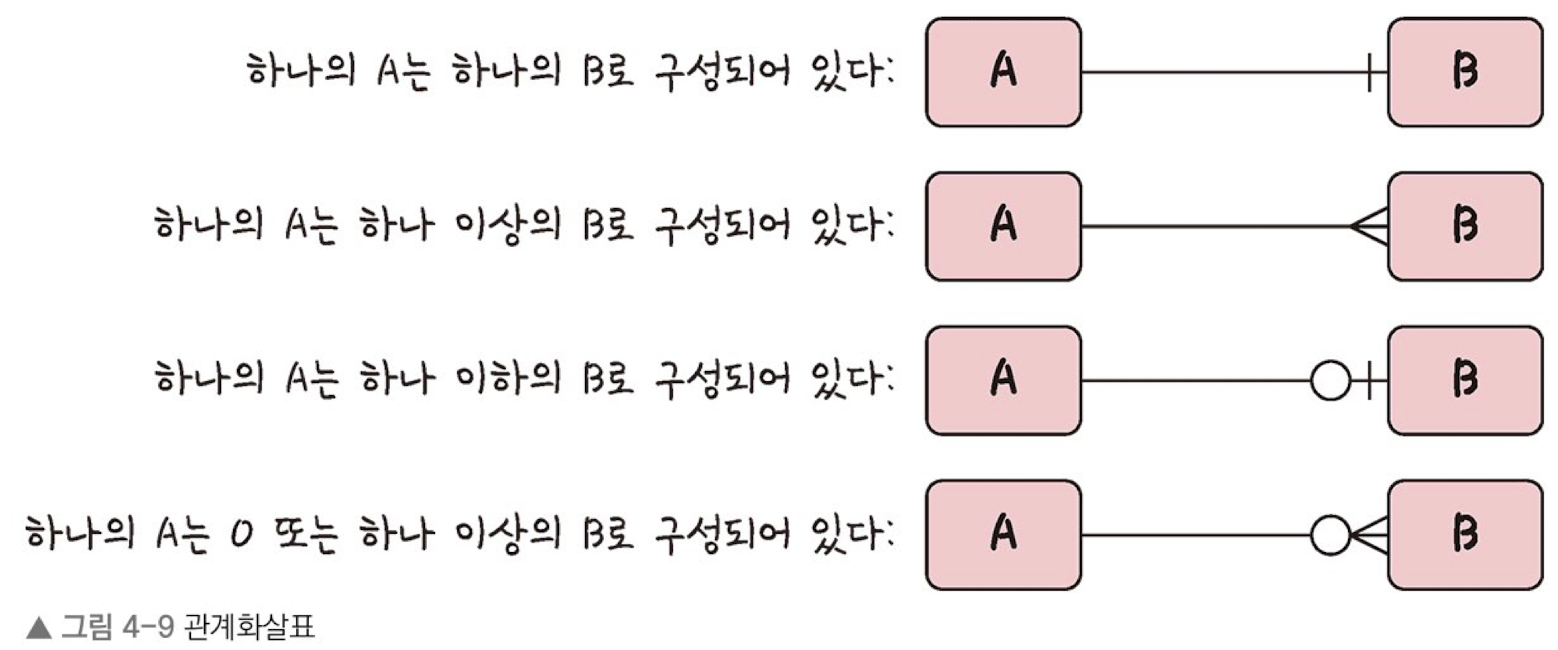 하나의 A는 하나의 B로 구성되어 있다: A B
하나의 A는 하나 이상의 B로 구성되어 있다: A B
하나의 A는 하나 이하의 B로 구성되어 있다: A B
하나의 A는 0 또는 하나 이상의 B로 구성되어 있다: A B
▲ 그림 4-9 관계화살표